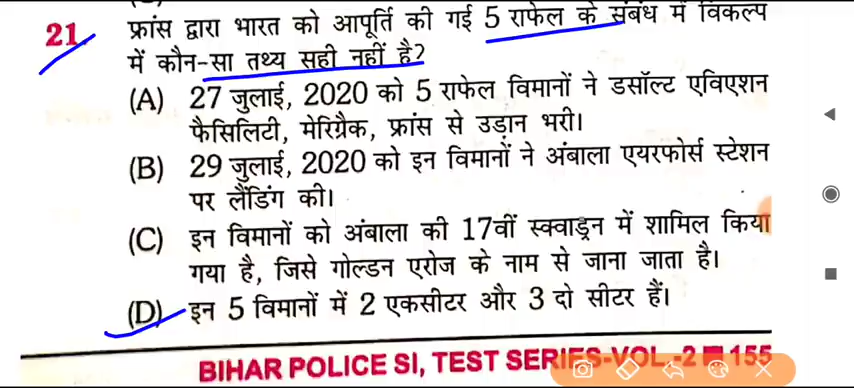 21. फ्रांस द्वारा भारत को आपूर्ति की गई 5 राफेल के संबंध में विकल्प
में कौन-सा तथ्य सही नहीं है?
(A) 27 जुलाई, 2020 को 5 राफेल विमानों ने डसॉल्ट एविएशन
फैसिलिटी, मेरिग्नैक, फ्रांस से उड़ान भरी।
(B) 29 जुलाई, 2020 को इन विमानों ने अंबाला एयरफोर्स स्टेशन
पर लैंडिंग की।
(C) इन विमानों को अंबाला की 17वीं स्क्वाड्रन में शामिल किया
गया है, जिसे गोल्डन एरोज के नाम से जाना जाता है।
(D) इन 5 विमानों में 2 एकसीटर और 3 दो सीटर हैं।
BIHAR POLICE SI, TEST SERIES-VOL.-2 ■ 155